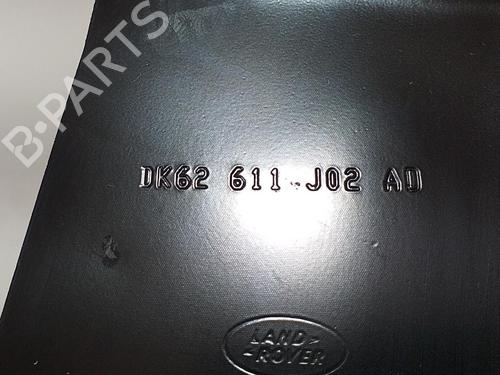 B-PARTS
DK62 611 J02 AD
LAND-
-ROVER